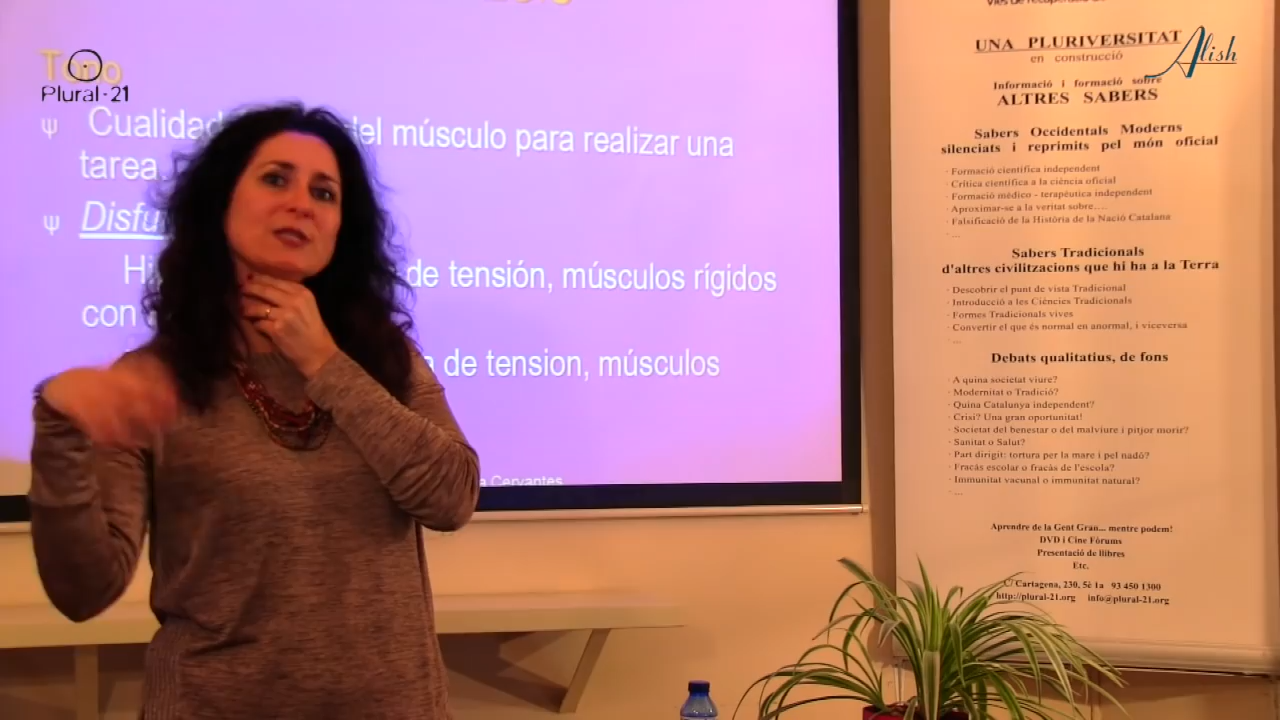 Tono
Plural-21
ψ Cualidad del músculo para realizar una
tarea.
ψ
de tensión, músculos rígidos
con
de tension, músculos
Cervantes
UNA PLURIVERSITAT
en construcció
Alish
Informació i formació sobre
ALTRES SABERS
Sabers Occidentals Moderns
silenciats i reprimits pel món oficial
· Formació científica independent
· Crítica científica a la ciència oficial
· Formació mèdico - terapèutica independent
· Aproximar-se a la veritat sobre....
· Falsificació de la Història de la Nació Catalana
· ...
Sabers Tradicionals
d'altres civilitzacions que hi ha a la Terra
· Descobrir el punt de vista Tradicional
· Introducció a les Ciències Tradicionals
· Formes Tradicionals vives
· Convertir el que és normal en anormal, i viceversa
· ...
Debats qualitatius, de fons
· A quina societat viure?
· Modernitat o Tradició?
· Quina Catalunya independent?
· Crisi? Una gran oportunitat!
· Societat del benestar o del malviure i pitjor morir?
· Sanitat o Salut?
· Part dirigit: tortura per la mare i pel nadó?
· Fracàs escolar o fracàs de l'escola?
· Immunitat vacunal o immunitat natural?
· ...
Aprendre de la Gent Gran... mentre podem!
DVD i Cine Fòrums
Presentació de llibres
Etc.
C/ Cartagena, 230, 5è 1a 93 450 1300
http://plural-21.org info@plural-21.org